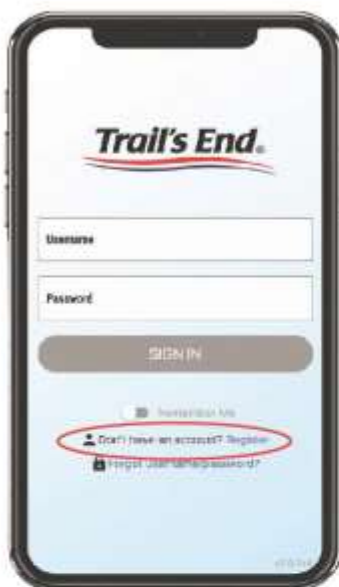 Trail's End®
Username
Password
SIGN IN
Remember Me
Don't have an account? Register
Forgot username/password?